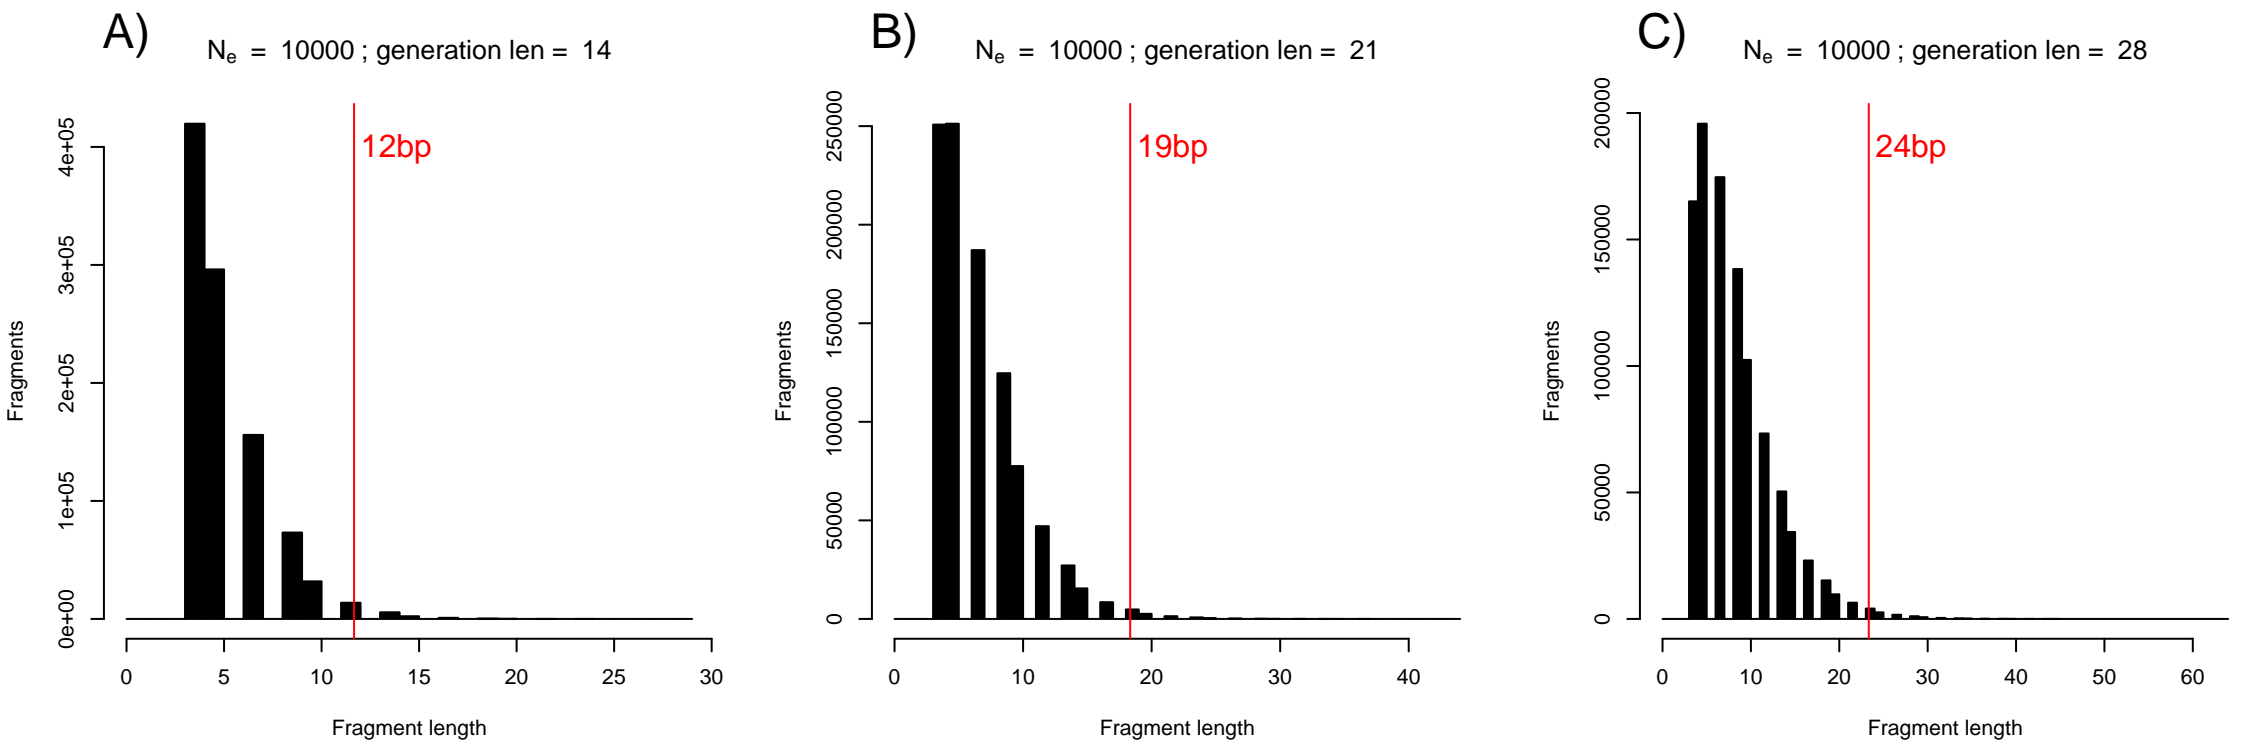 A)
Nₑ = 10000 ; generation len = 14
Fragments
0e+00 1e+05 2e+05 3e+05 4e+05
12bp
0 5 10 15 20 25 30
Fragment length
B)
Nₑ = 10000 ; generation len = 21
Fragments
0 50000 100000 150000 200000 250000
19bp
0 10 20 30 40
Fragment length
C)
Nₑ = 10000 ; generation len = 28
Fragments
0 50000 100000 150000 200000
24bp
0 10 20 30 40 50 60
Fragment length